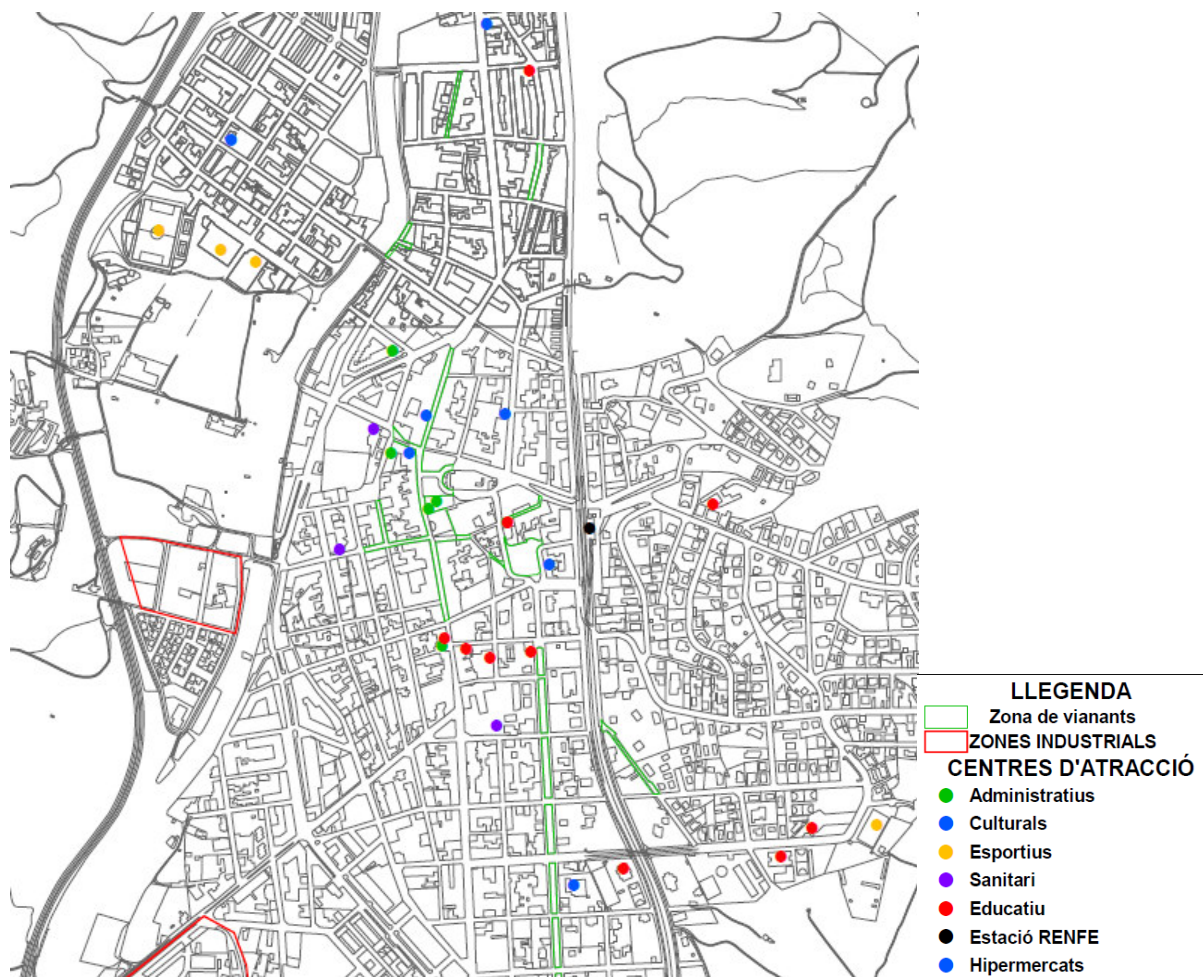 LLEGENDA
Zona de vianants
ZONES INDUSTRIALS
CENTRES D'ATRACCIÓ
Administratius
Culturals
Esportius
Sanitari
Educatiu
Estació RENFE
Hipermercats